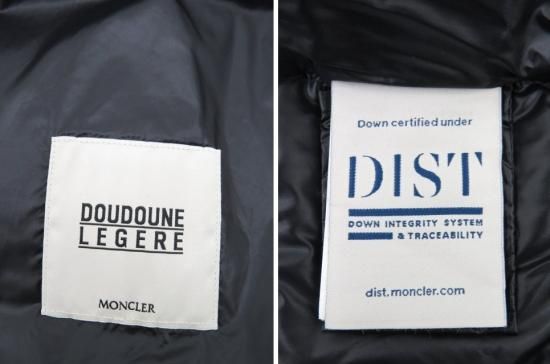 DOUDOUNE
LEGERE
MONCLER
Down certified under
DIST
DOWN INTEGRITY SYSTEM
& TRACEABILITY
dist.moncler.com